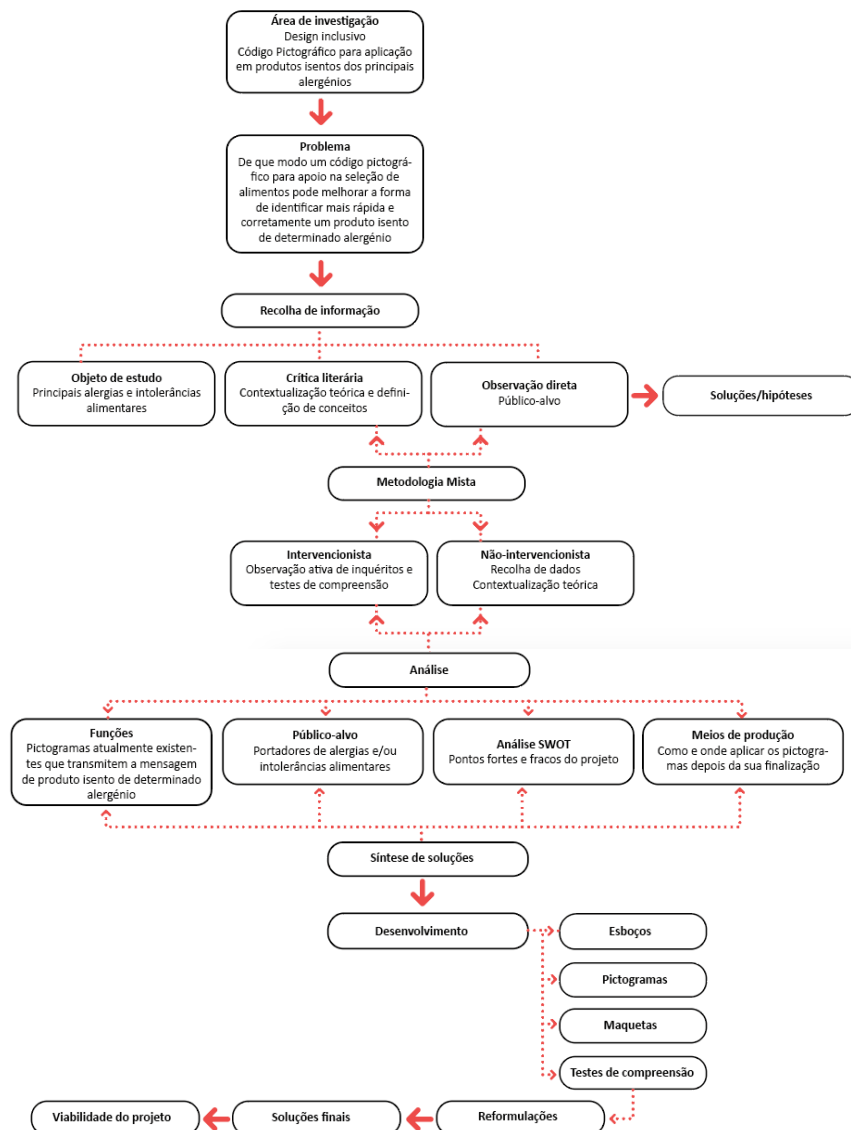 Área de investigação
Design inclusivo
Código Pictográfico para aplicação
em produtos isentos dos principais
alergénios
Problema
De que modo um código pictográ-
fico para apoio na seleção de
alimentos pode melhorar a forma
de identificar mais rápida e
corretamente um produto isento
de determinado alergénio
Recolha de informação
Objeto de estudo
Principais alergias e intolerâncias
alimentares
Crítica literária
Contextualização teórica e defini-
ção de conceitos
Observação direta
Público-alvo
Soluções/hipóteses
Metodologia Mista
Intervencionista
Observação ativa de inquéritos e
testes de compreensão
Não-intervencionista
Recolha de dados
Contextualização teórica
Análise
Funções
Pictogramas atualmente existen-
tes que transmitem a mensagem
de produto isento de determinado
alergénio
Público-alvo
Portadores de alergias e/ou
intolerâncias alimentares
Análise SWOT
Pontos fortes e fracos do projeto
Meios de produção
Como e onde aplicar os pictogra-
mas depois da sua finalização
Síntese de soluções
Desenvolvimento
Esboços
Pictogramas
Maquetas
Testes de compreensão
Viabilidade do projeto
Soluções finais
Reformulações